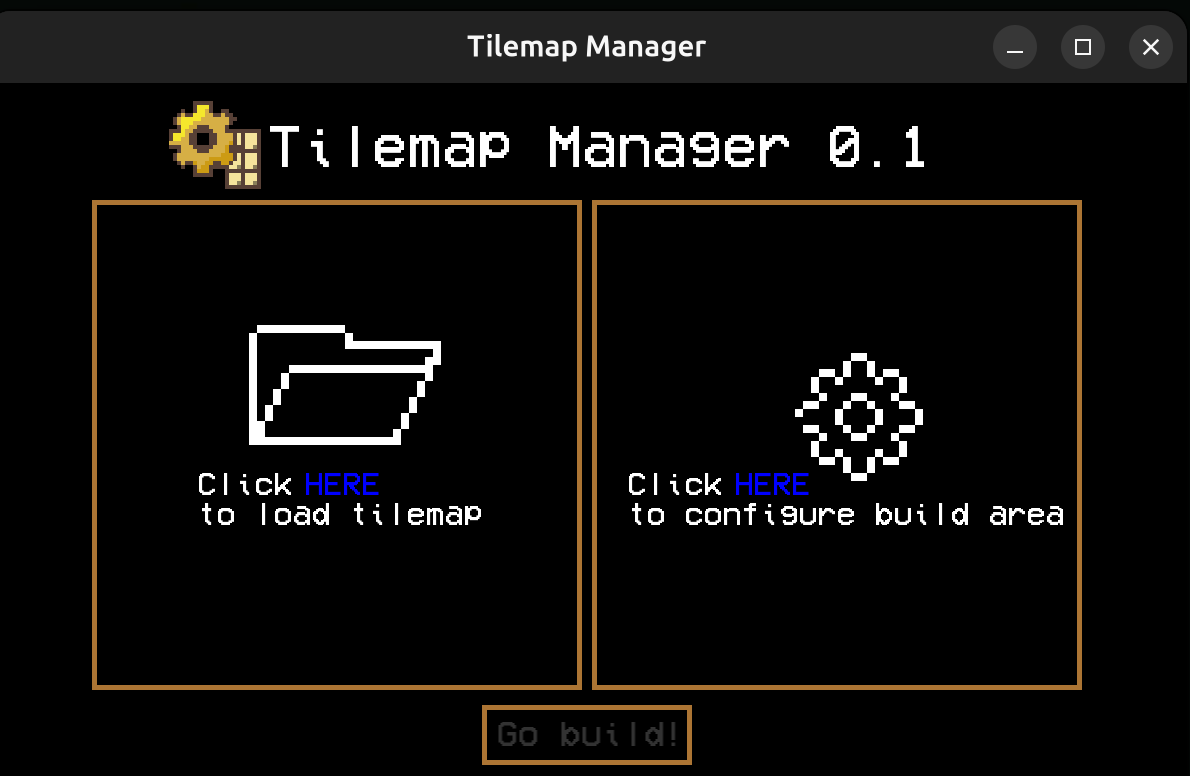 Tilemap Manager
Tilemap Manager 0.1
Click HERE
to load tilemap
Click HERE
to configure build area
Go build!